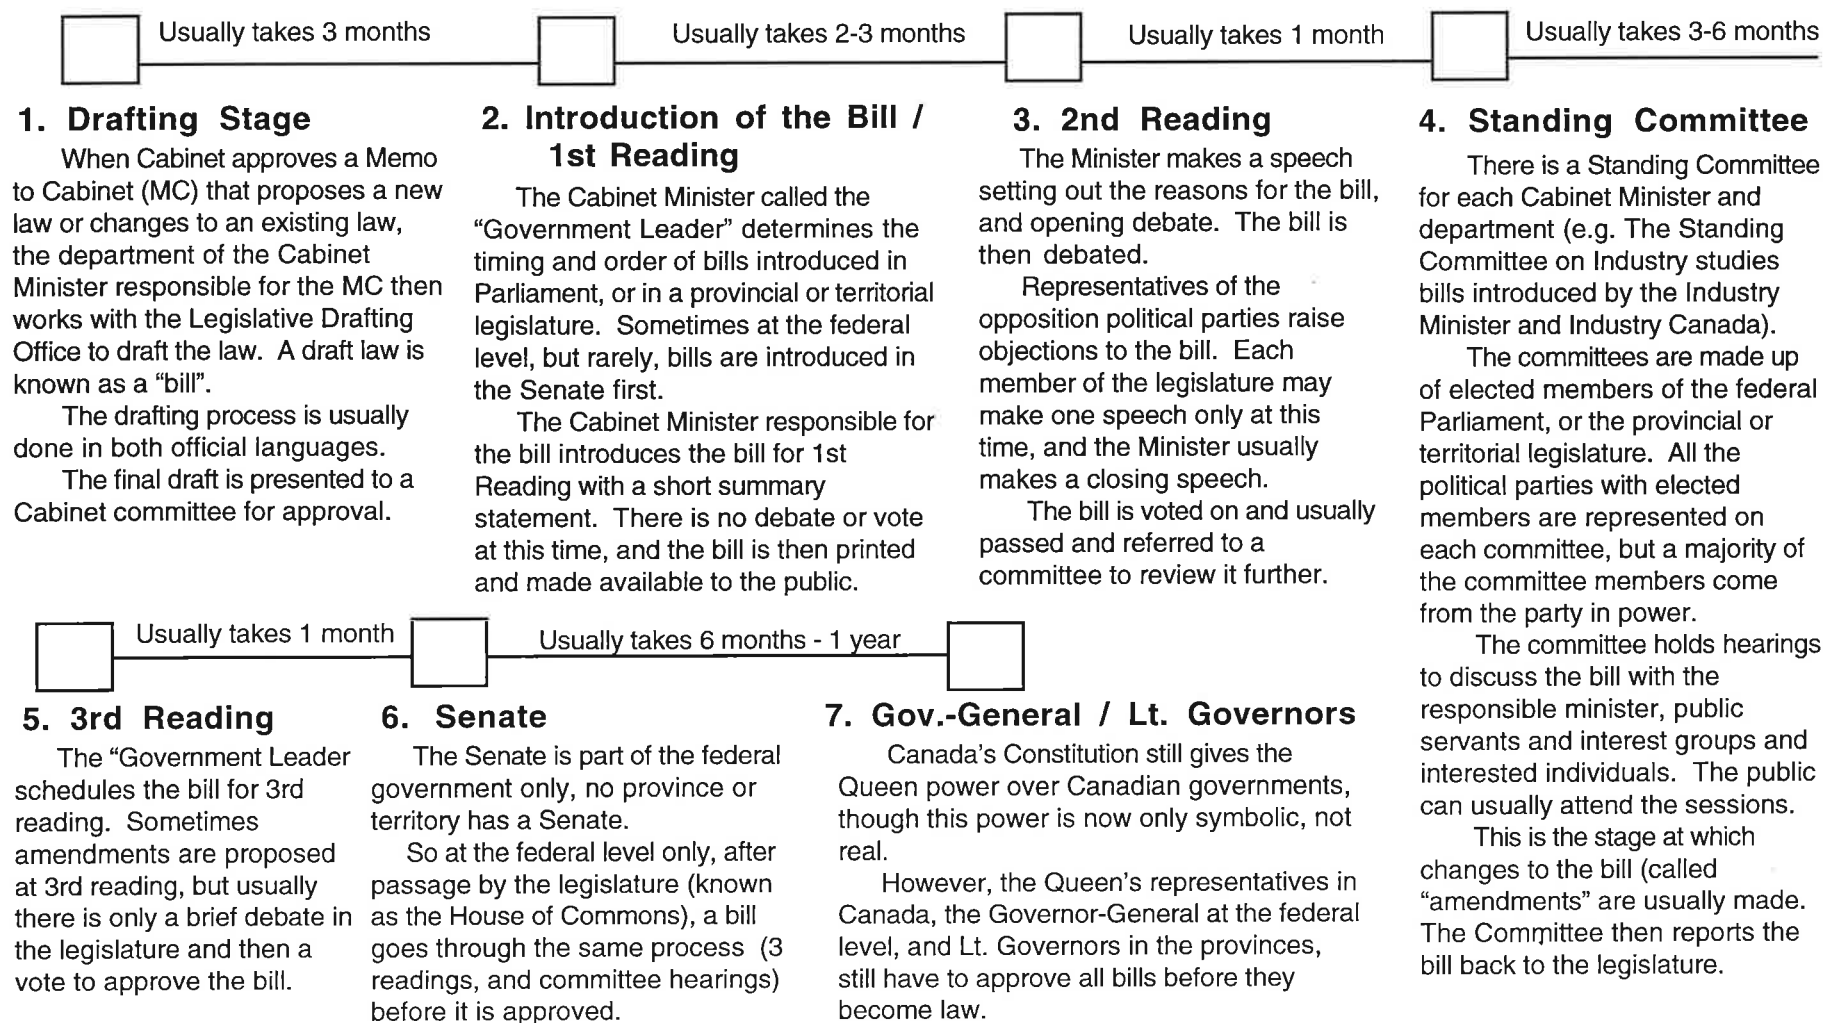 Usually takes 3 months
Usually takes 2-3 months
Usually takes 1 month
Usually takes 3-6 months
1. Drafting Stage
When Cabinet approves a Memo
to Cabinet (MC) that proposes a new
law or changes to an existing law,
the department of the Cabinet
Minister responsible for the MC then
works with the Legislative Drafting
Office to draft the law. A draft law is
known as a “bill”.
The drafting process is usually
done in both official languages.
The final draft is presented to a
Cabinet committee for approval.
2. Introduction of the Bill /
1st Reading
The Cabinet Minister called the
“Government Leader” determines the
timing and order of bills introduced in
Parliament, or in a provincial or territorial
legislature. Sometimes at the federal
level, but rarely, bills are introduced in
the Senate first.
The Cabinet Minister responsible for
the bill introduces the bill for 1st
Reading with a short summary
statement. There is no debate or vote
at this time, and the bill is then printed
and made available to the public.
3. 2nd Reading
The Minister makes a speech
setting out the reasons for the bill,
and opening debate. The bill is
then debated.
Representatives of the
opposition political parties raise
objections to the bill. Each
member of the legislature may
make one speech only at this
time, and the Minister usually
makes a closing speech.
The bill is voted on and usually
passed and referred to a
committee to review it further.
4. Standing Committee
There is a Standing Committee
for each Cabinet Minister and
department (e.g. The Standing
Committee on Industry studies
bills introduced by the Industry
Minister and Industry Canada).
The committees are made up
of elected members of the federal
Parliament, or the provincial or
territorial legislature. All the
political parties with elected
members are represented on
each committee, but a majority of
the committee members come
from the party in power.
The committee holds hearings
to discuss the bill with the
responsible minister, public
servants and interest groups and
interested individuals. The public
can usually attend the sessions.
This is the stage at which
changes to the bill (called
“amendments” are usually made.
The Committee then reports the
bill back to the legislature.
Usually takes 1 month
Usually takes 6 months - 1 year
5. 3rd Reading
The “Government Leader
schedules the bill for 3rd
reading. Sometimes
amendments are proposed
at 3rd reading, but usually
there is only a brief debate in
the legislature and then a
vote to approve the bill.
6. Senate
The Senate is part of the federal
government only, no province or
territory has a Senate.
So at the federal level only, after
passage by the legislature (known
as the House of Commons), a bill
goes through the same process (3
readings, and committee hearings)
before it is approved.
7. Gov.-General / Lt. Governors
Canada’s Constitution still gives the
Queen power over Canadian governments,
though this power is now only symbolic, not
real.
However, the Queen’s representatives in
Canada, the Governor-General at the federal
level, and Lt. Governors in the provinces,
still have to approve all bills before they
become law.